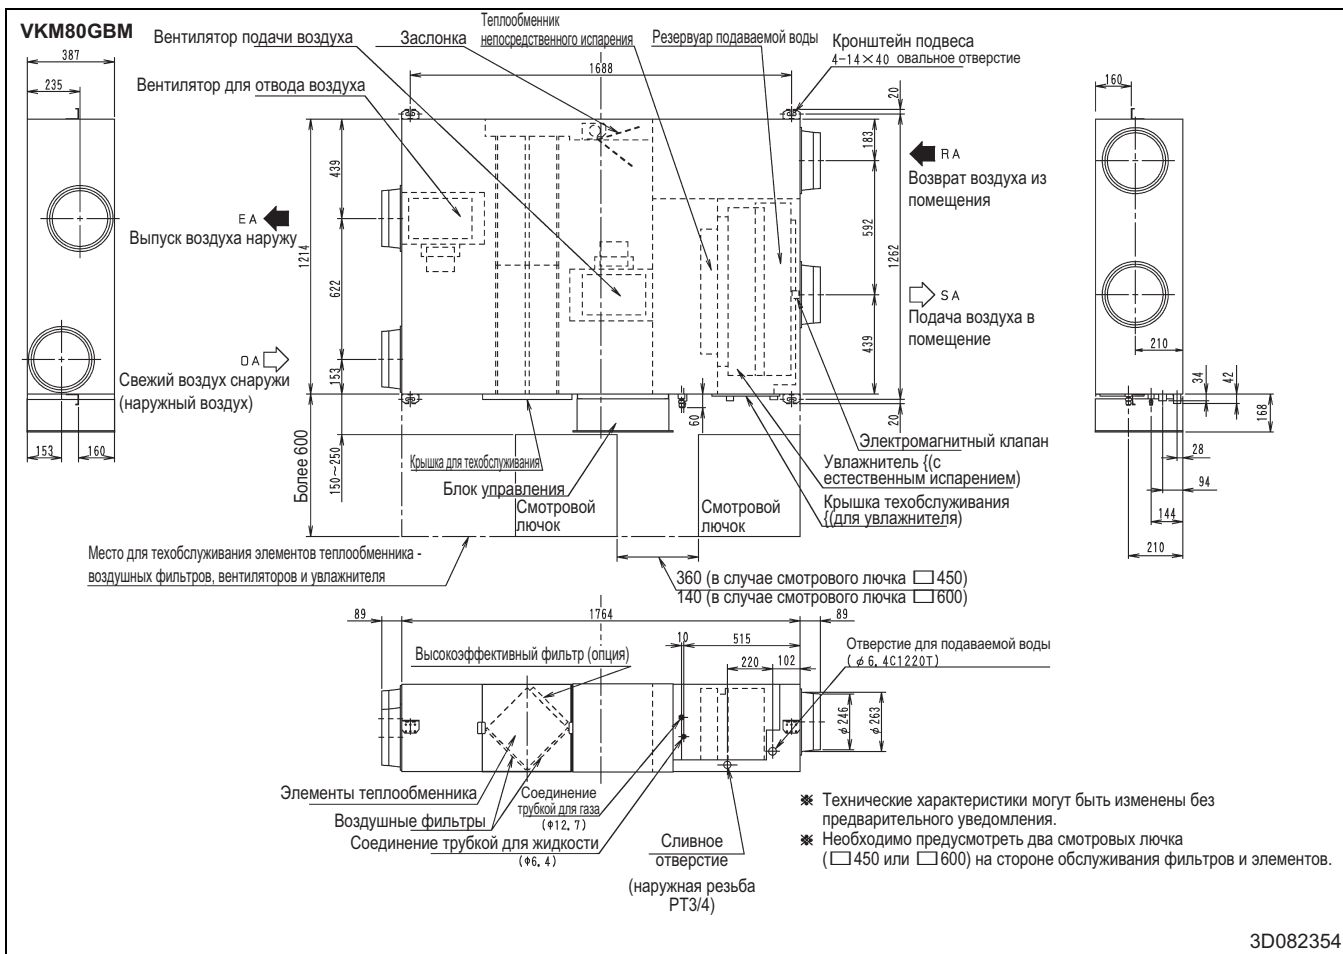 VKM80GBM
387
235
Вентилятор подачи воздуха
Заслонка
Теплообменник
непосредственного испарения
Резервуар подаваемой воды
Кронштейн подвеса
4-14×40 овальное отверстие
Вентилятор для отвода воздуха
1688
20
160
439
183
RA
Возврат воздуха из
помещения
EA
Выпуск воздуха наружу
1214
622
592
1262
SA
Подача воздуха в
помещение
210
OA
Свежий воздух снаружи
(наружный воздух)
153
439
34
42
168
60
20
153
160
Более 600
150~250
Крышка для техобслуживания
Блок управления
Смотровой
лючок
Смотровой
лючок
Электромагнитный клапан
Увлажнитель {(с
естественным испарением)
Крышка техобслуживания
{(для увлажнителя)
28
94
144
210
Место для техобслуживания элементов теплообменника -
воздушных фильтров, вентиляторов и увлажнителя
360 (в случае смотрового лючка □450)
140 (в случае смотрового лючка □600)
89
1764
89
10
515
220
102
Высокоэффективный фильтр (опция)
Отверстие для подаваемой воды
(φ6.4C1220T)
φ246
φ263
Элементы теплообменника
Воздушные фильтры
Соединение
трубкой для газа
(φ12.7)
Соединение трубкой для жидкости
(φ6.4)
Сливное
отверстие
(наружная резьба
PT3/4)
※ Технические характеристики могут быть изменены без
предварительного уведомления.
※ Необходимо предусмотреть два смотровых лючка
(□450 или □600) на стороне обслуживания фильтров и элементов.
3D082354